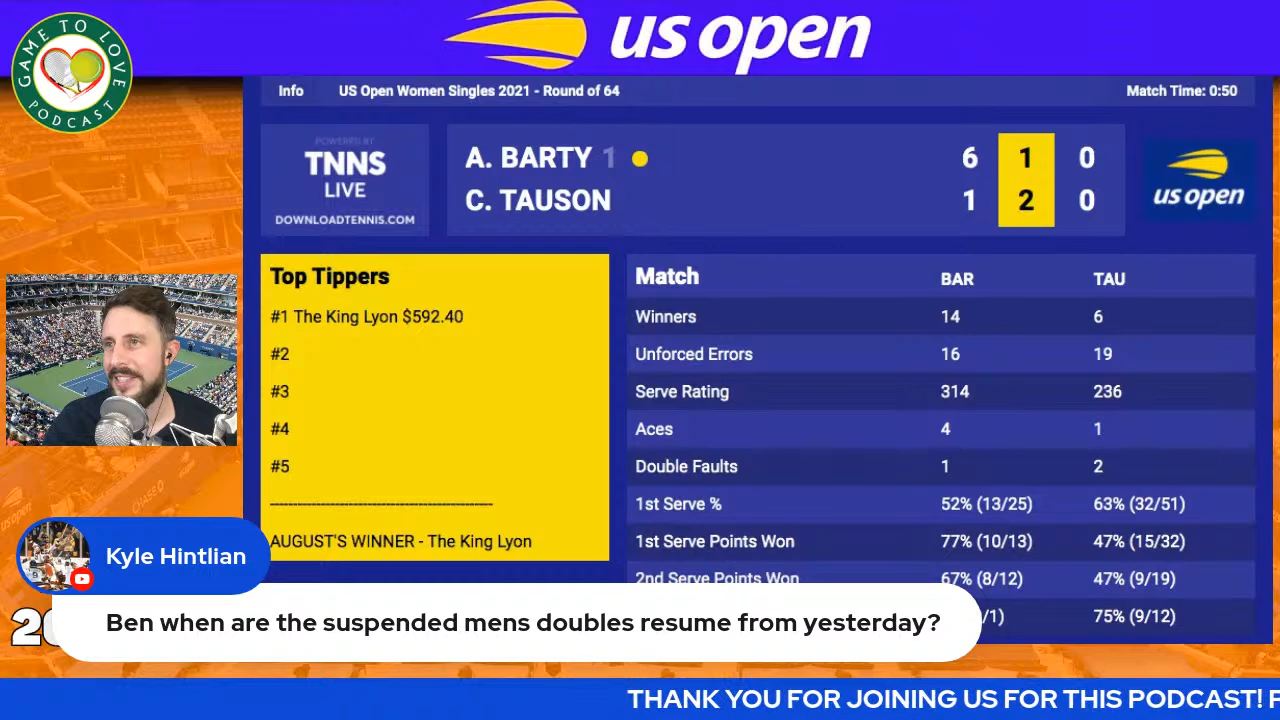 GAME TO LOVE
PODCAST
us open
Info
US Open Women Singles 2021 - Round of 64
Match Time: 0:50
POWERED BY
TNNS
LIVE
DOWNLOADTENNIS.COM
A. BARTY 1 6 1 0
C. TAUSON 1 2 0
us open
Top Tippers
#1 The King Lyon $592.40
#2
#3
#4
#5
AUGUST'S WINNER - The King Lyon
Match BAR TAU
Winners 14 6
Unforced Errors 16 19
Serve Rating 314 236
Aces 4 1
Double Faults 1 2
1st Serve % 52% (13/25) 63% (32/51)
1st Serve Points Won 77% (10/13) 47% (15/32)
2nd Serve Points Won 67% (8/12) 47% (9/19)
/1) 75% (9/12)
CHASE
us open
Kyle Hintlian
Ben when are the suspended mens doubles resume from yesterday?
THANK YOU FOR JOINING US FOR THIS PODCAST!